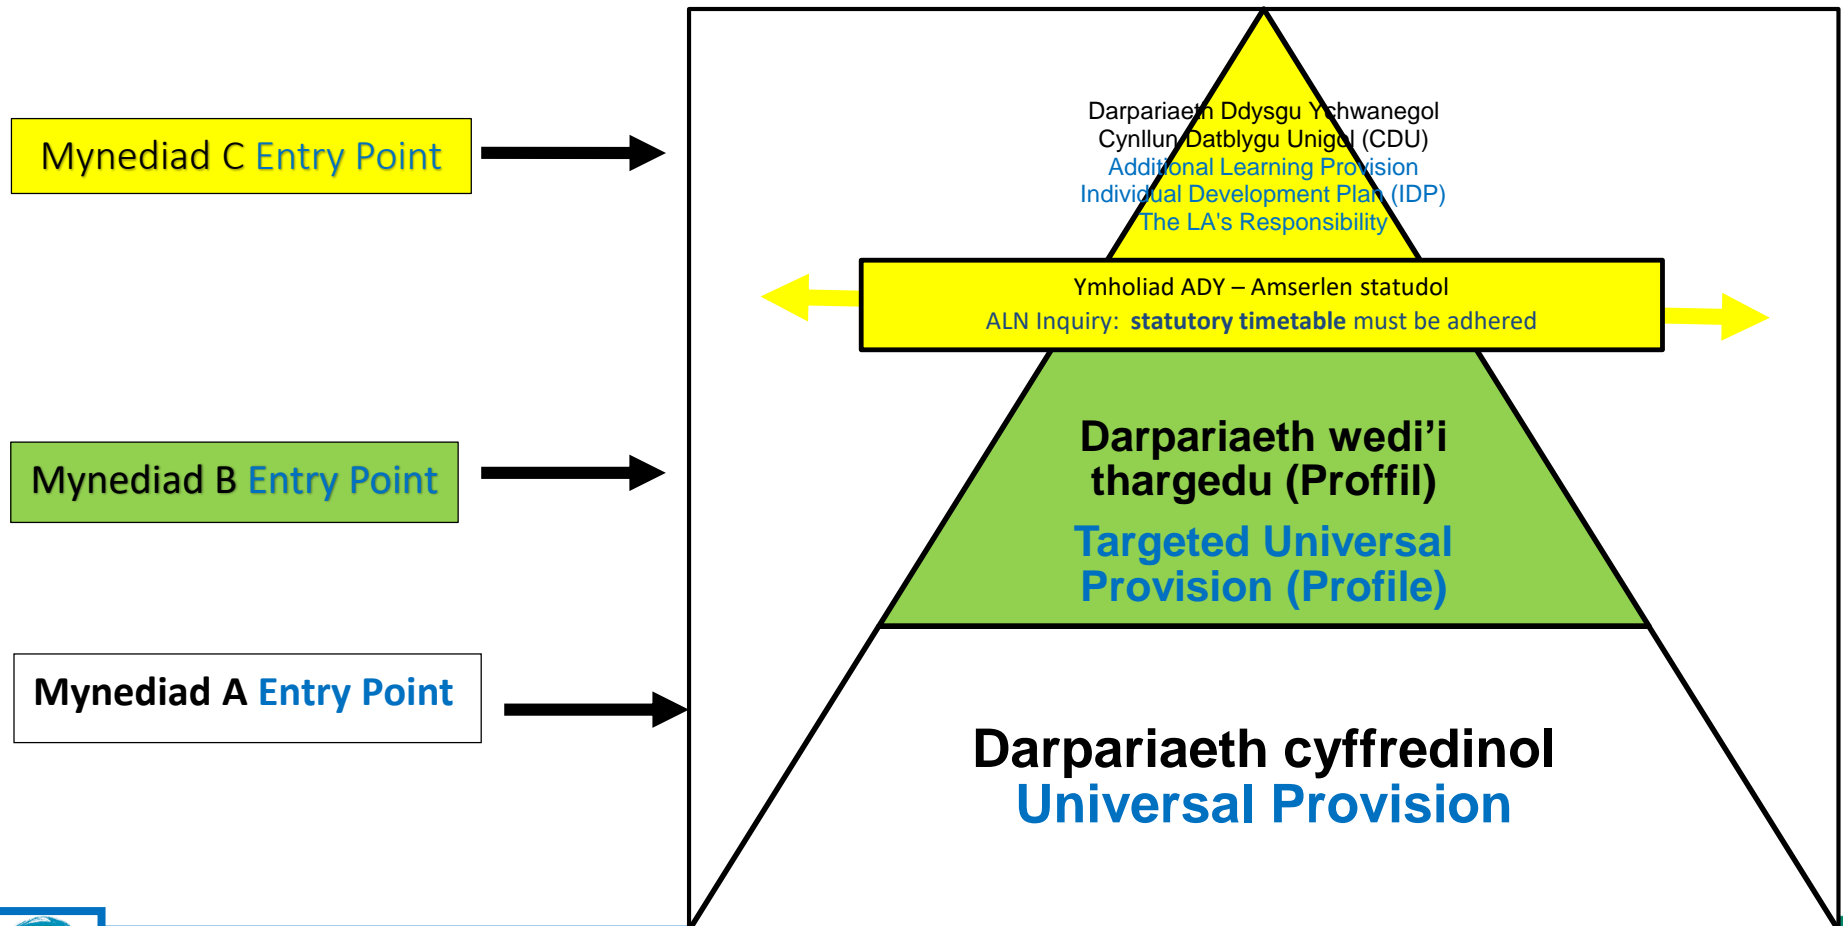 Mynediad C Entry Point
Darpariaeth Ddysgu Ychwanegol
Cynllun Datblygu Unigol (CDU)
Additional Learning Provision
Individual Development Plan (IDP)
The LA's Responsibility
Ymholiad ADY – Amserlen statudol
ALN Inquiry: statutory timetable must be adhered
Mynediad B Entry Point
Darpariaeth wedi’i
thargedu (Proffil)
Targeted Universal
Provision (Profile)
Mynediad A Entry Point
Darpariaeth cyffredinol
Universal Provision